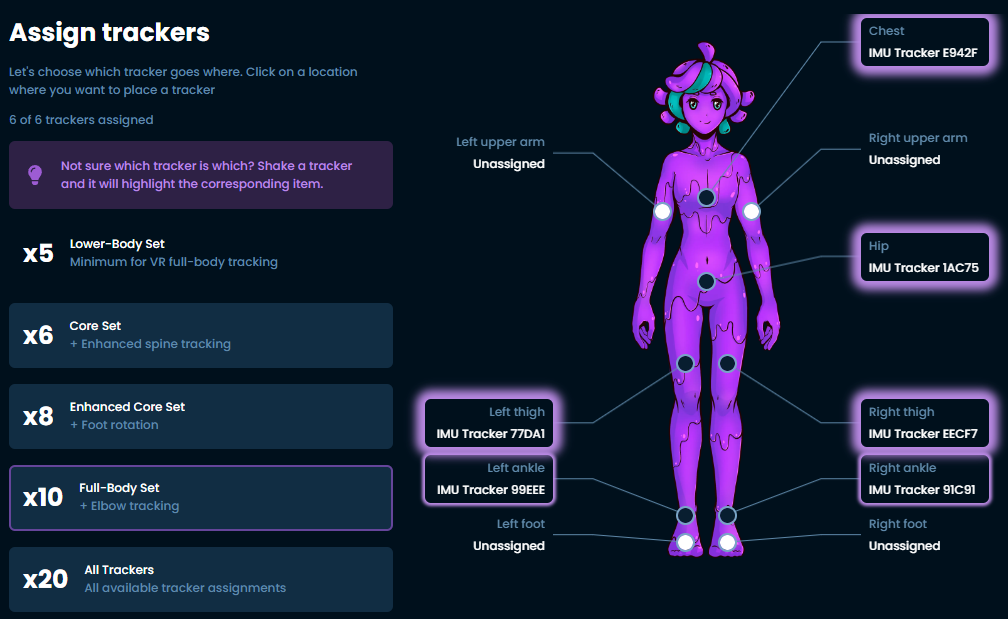 Assign trackers
Let's choose which tracker goes where. Click on a location
where you want to place a tracker
6 of 6 trackers assigned
Not sure which tracker is which? Shake a tracker
and it will highlight the corresponding item.
x5
Lower-Body Set
Minimum for VR full-body tracking
x6
Core Set
+ Enhanced spine tracking
x8
Enhanced Core Set
+ Foot rotation
x10
Full-Body Set
+ Elbow tracking
x20
All Trackers
All available tracker assignments
Chest
IMU Tracker E942F
Left upper arm
Unassigned
Right upper arm
Unassigned
Hip
IMU Tracker 1AC75
Left thigh
IMU Tracker 77DA1
Right thigh
IMU Tracker EECF7
Left ankle
IMU Tracker 99EEE
Right ankle
IMU Tracker 91C91
Left foot
Unassigned
Right foot
Unassigned